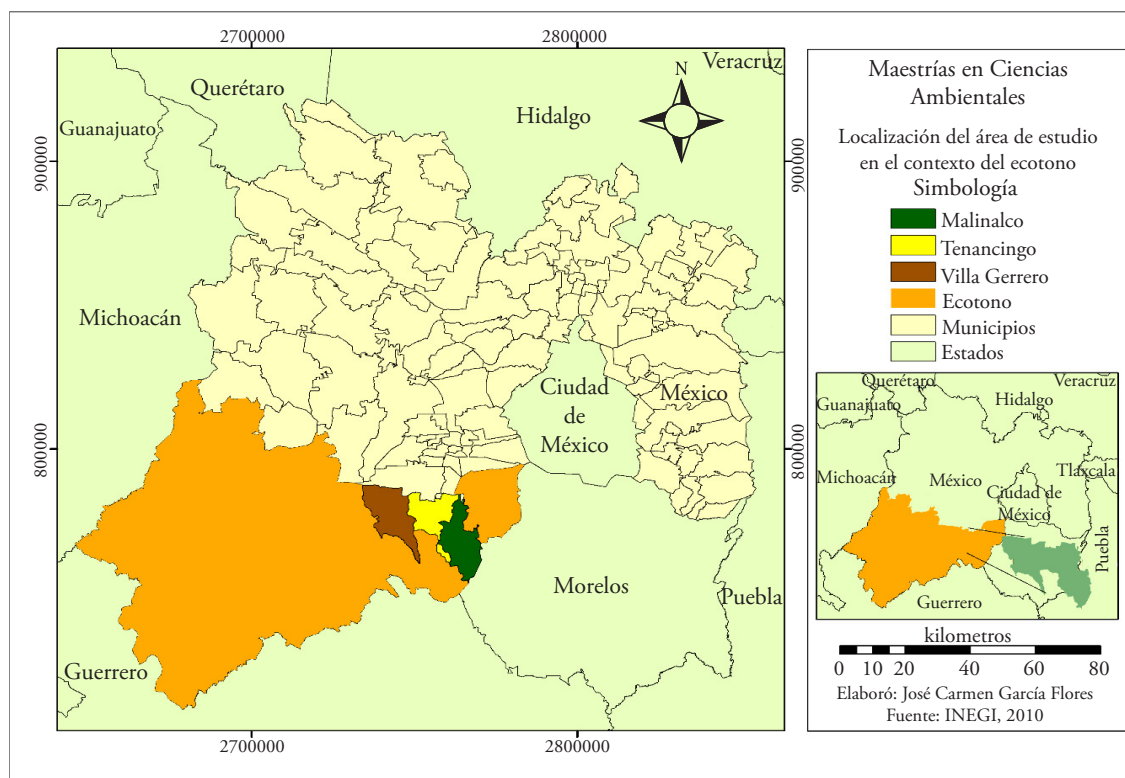 2700000
2800000
Veracruz
Querétaro
Hidalgo
Guanajuato
N
900000
900000
Michoacán
Ciudad
de
México
México
800000
800000
Morelos
Puebla
Guerrero
2700000
2800000
Maestrías en Ciencias
Ambientales
Localización del área de estudio
en el contexto del ecotono
Simbología
Malinalco
Tenancingo
Villa Gerrero
Ecotono
Municipios
Estados
Querétaro
Veracruz
Guanajuato
Hidalgo
Tlaxcala
Michoacán
México
Ciudad de
México
Puebla
Guerrero
kilometros
0 10 20 40 60 80
Elaboró: José Carmen García Flores
Fuente: INEGI, 2010